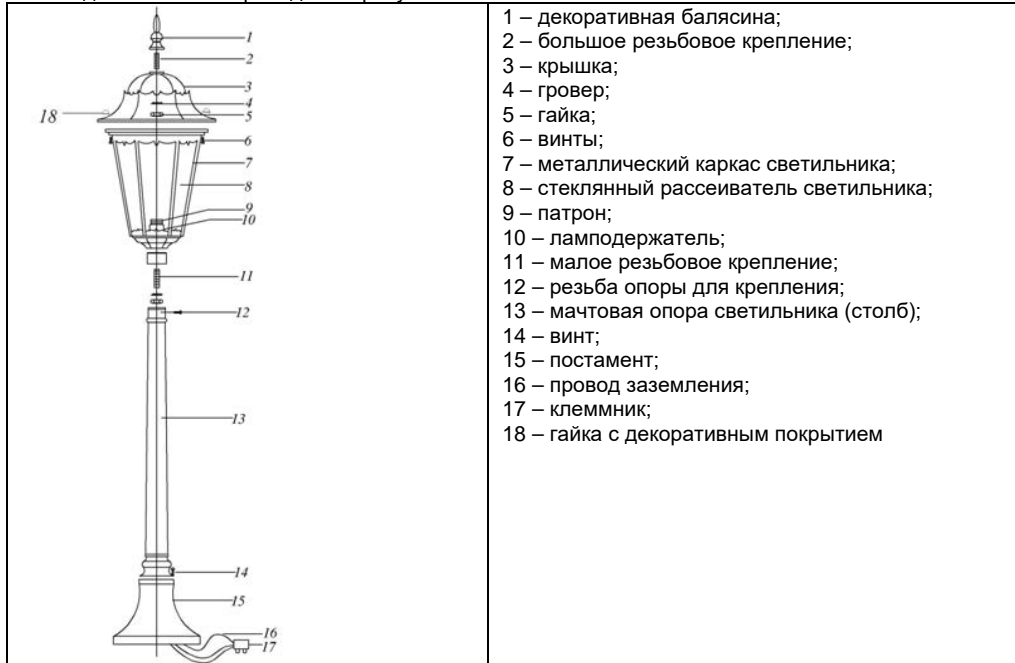 1
2
3
4
18
5
6
7
8
9
10
11
12
13
14
15
16
17
1 – декоративная балясина;
2 – большое резьбовое крепление;
3 – крышка;
4 – гровер;
5 – гайка;
6 – винты;
7 – металлический каркас светильника;
8 – стеклянный рассеиватель светильника;
9 – патрон;
10 – ламподержатель;
11 – малое резьбовое крепление;
12 – резьба опоры для крепления;
13 – мачтовая опора светильника (столб);
14 – винт;
15 – постамент;
16 – провод заземления;
17 – клеммник;
18 – гайка с декоративным покрытием